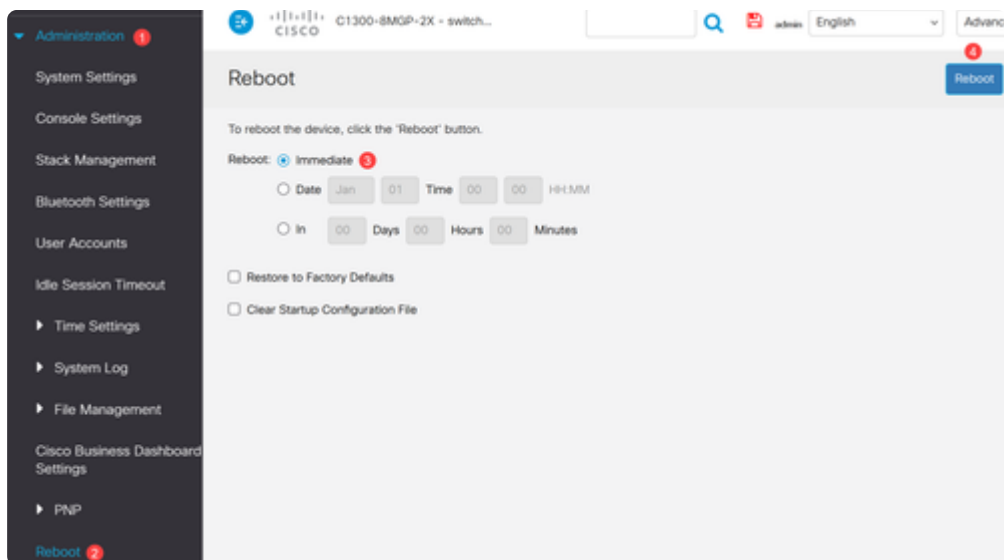 Administration 1
System Settings
Console Settings
Stack Management
Bluetooth Settings
User Accounts
Idle Session Timeout
Time Settings
System Log
File Management
Cisco Business Dashboard
Settings
PNP
Reboot 2
CISCO C1300-8MGP-2X - switch... admin English Advanc
4
Reboot Reboot
To reboot the device, click the 'Reboot' button.
Reboot: Immediate 3
Date Jan 01 Time 00 00 HH:MM
In 00 Days 00 Hours 00 Minutes
Restore to Factory Defaults
Clear Startup Configuration File